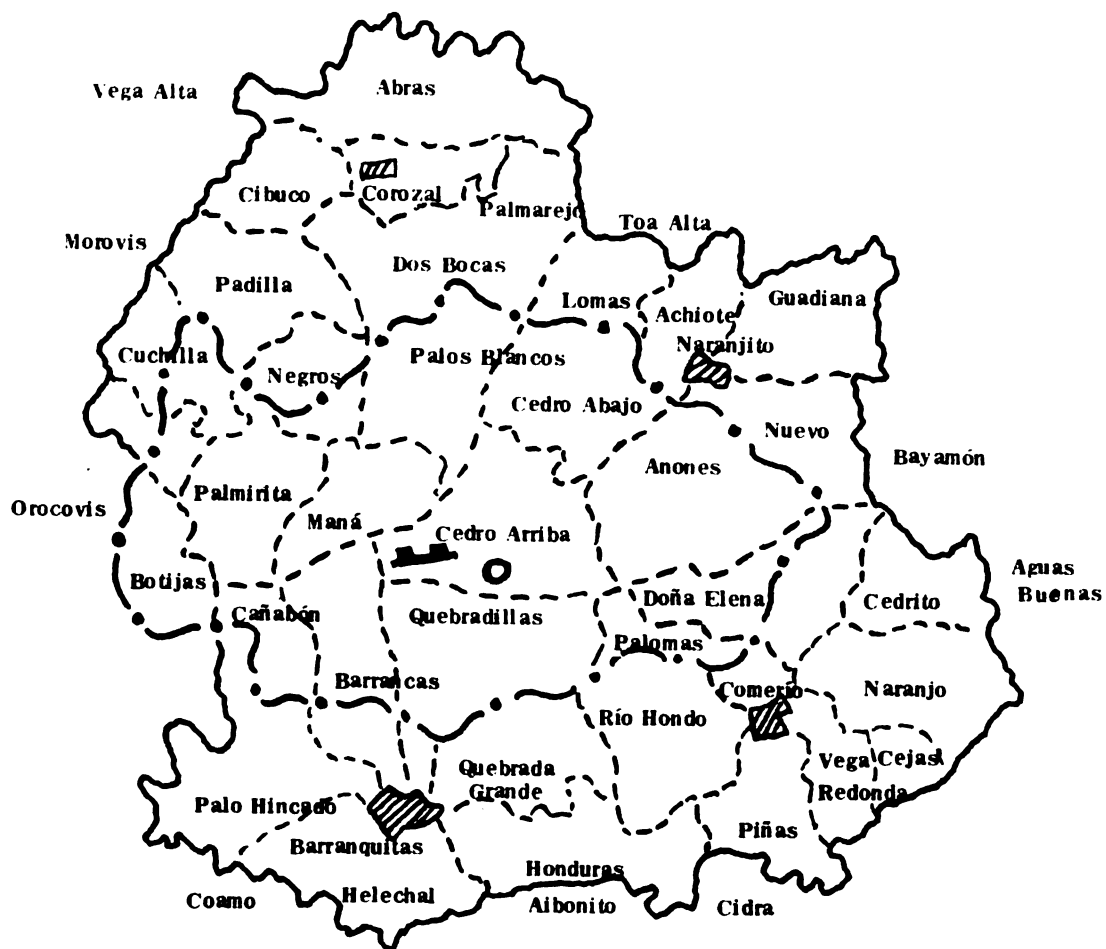 Abras
Vega Alta
Cibuco
Corozal
Palmarejo
Toa Alta
Morovis
Dos Bocas
Padilla
Lomas
Achiote
Guadiana
Naranjito
Cuchilla
Negros
Palos Blancos
Cedro Abajo
Nuevo
Anones
Bayamón
Palmirita
Orocovis
Maná
Cedro Arriba
Botijas
Doña Elena
Cedrito
Aguas
Buenas
Cañabón
Quebradillas
Palomas
Barrancas
Comerío
Naranjo
Río Hondo
Vega
Redonda
Cejas
Quebrada
Grande
Palo Hincado
Piñas
Barranquitas
Honduras
Helechal
Coamo
Aibonito
Cidra